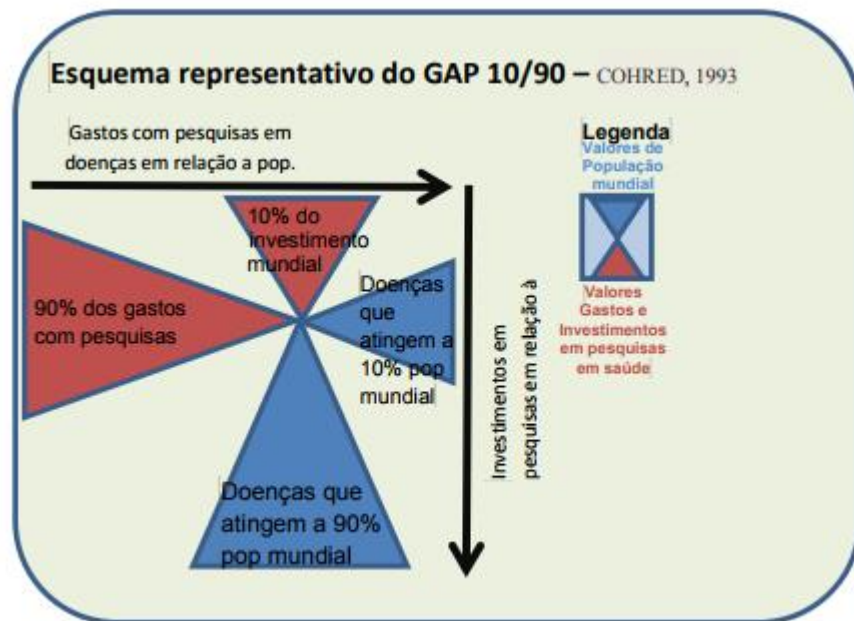 Esquema representativo do GAP 10/90 – COHRED, 1993
Gastos com pesquisas em
doenças em relação a pop.
Legenda
Valores de
População
mundial
10% do
investimento
mundial
90% dos gastos
com pesquisas
Doenças
que
atingem a
10% pop
mundial
Investimentos em
pesquisas em relação à
Valores
Gastos e
Investimentos
em pesquisas
em saúde
Doenças que
atingem a 90%
pop mundial